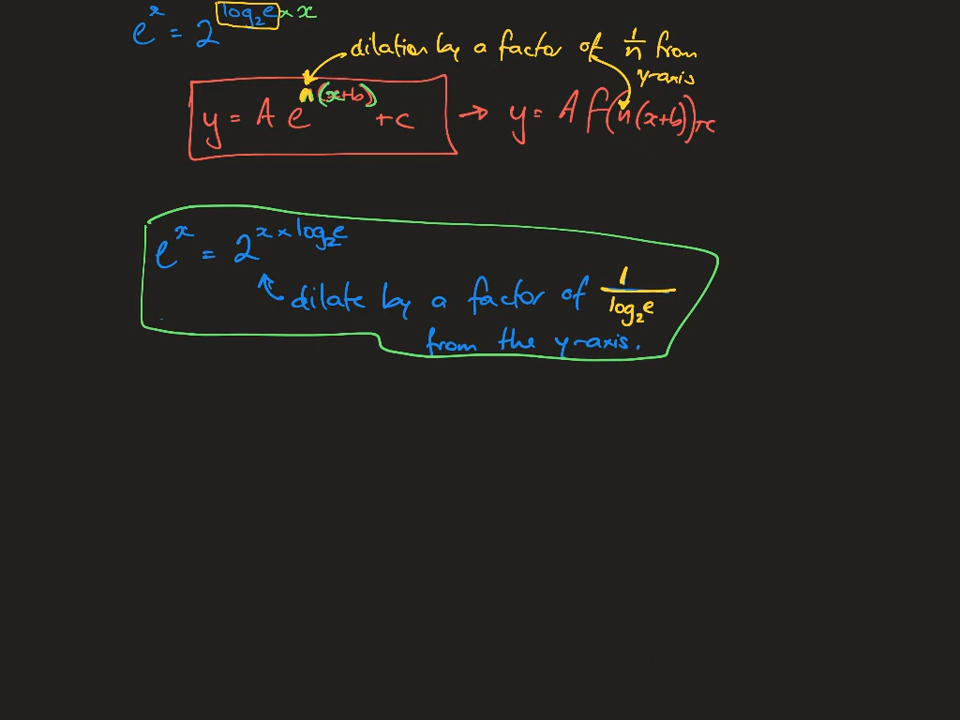 e^x = 2^(log₂e × x)
dilation by a factor of 1/n from
y-axis
y = A e^(n(x+b)) + c → y = A f(n(x+b)) + c
e^x = 2^(x × log₂e)
dilate by a factor of 1/log₂e
from the y-axis.